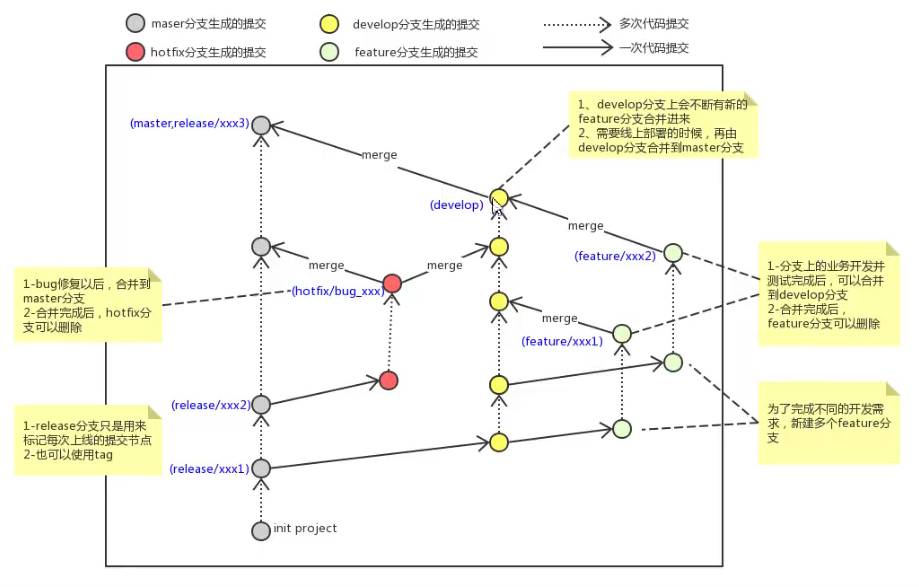 maser分支生成的提交
develop分支生成的提交
多次代码提交
hotfix分支生成的提交
feature分支生成的提交
一次代码提交
(master,release/xxx3)
merge
1、develop分支上会不断有新的
feature分支合并进来
2、需要线上部署的时候，再由
develop分支合并到master分支
(develop)
merge
(feature/xxx2)
merge
merge
1-bug修复以后，合并到
master分支
2-合并完成后，hotfix分
支可以删除
(hotfix/bug_xxx)
merge
(feature/xxx1)
1-分支上的业务开发并
测试完成后，可以合并
到develop分支
2-合并完成后，
feature分支可以删除
(release/xxx2)
1-release分支只是用来
标记每次上线的提交节点
2-也可以使用tag
(release/xxx1)
为了完成不同的开发需
求，新建多个feature分
支
init project